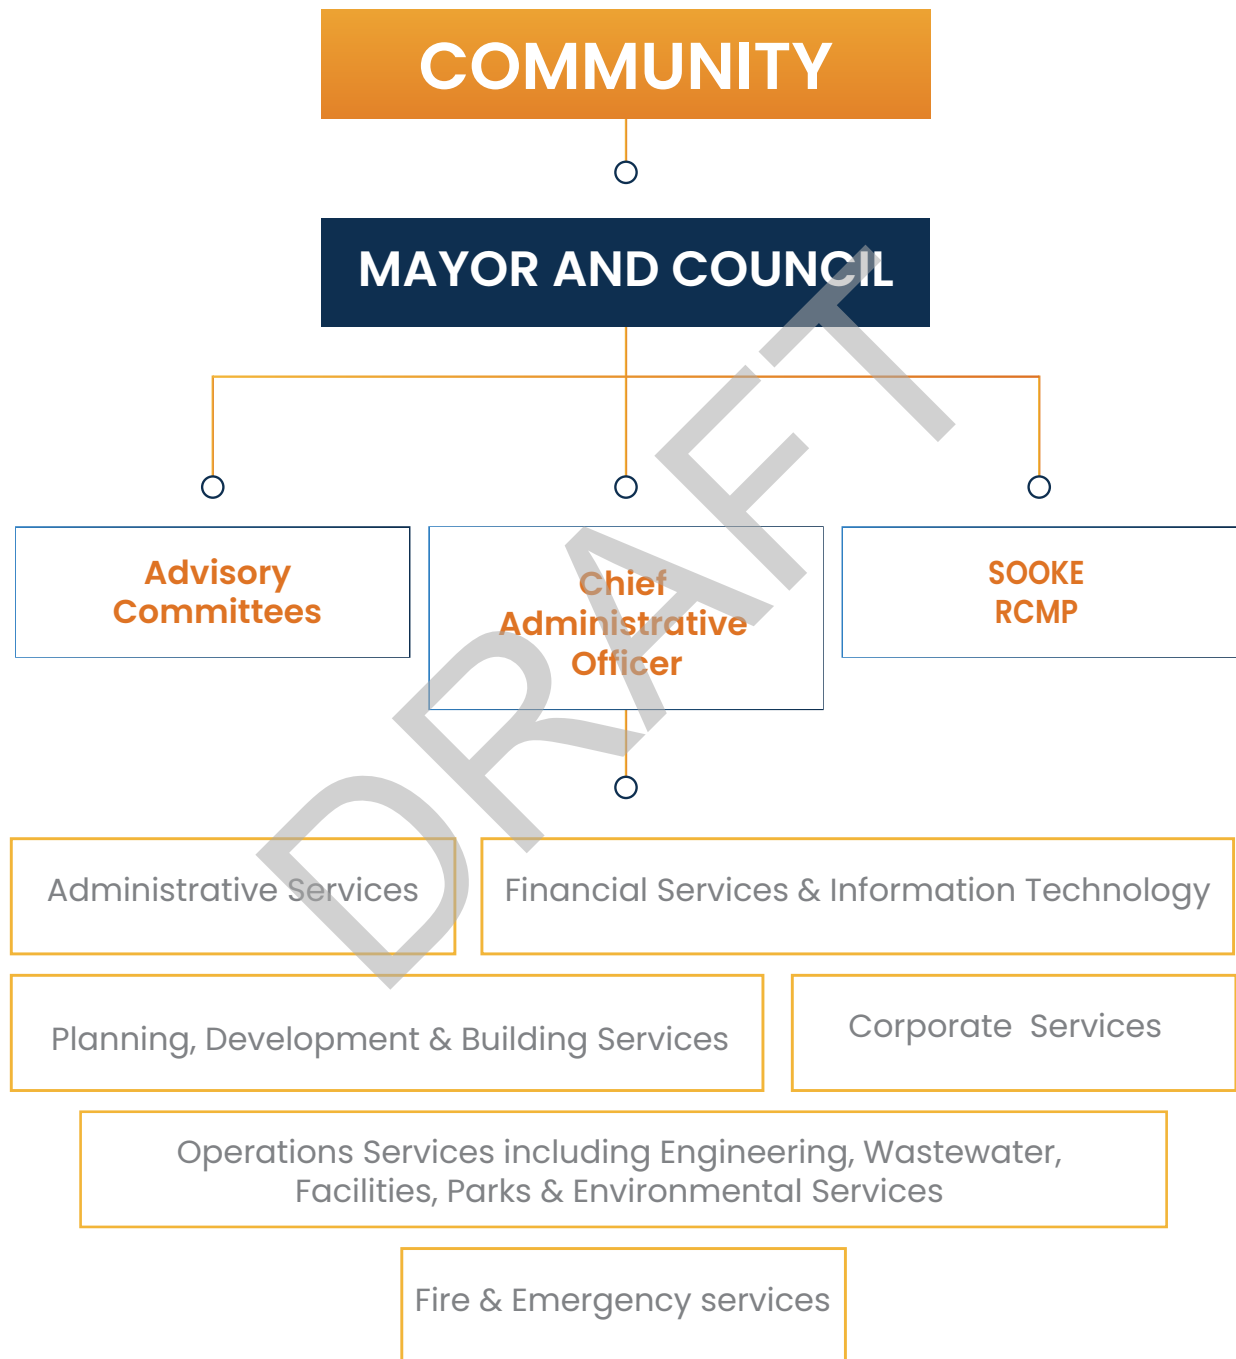 COMMUNITY
MAYOR AND COUNCIL
Advisory
Committees
Chief
Administrative
Officer
SOOKE
RCMP
DRAFT
Administrative Services
Financial Services & Information Technology
Planning, Development & Building Services
Corporate Services
Operations Services including Engineering, Wastewater,
Facilities, Parks & Environmental Services
Fire & Emergency services